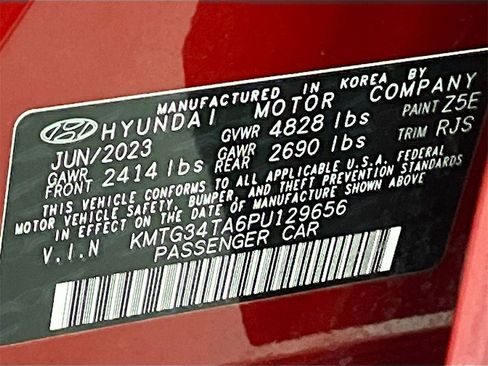 MANUFACTURED IN KOREA BY
HYUNDAI MOTOR COMPANY
JUN/2023 GVWR 4828 lbs PAINT Z5E
GAWR FRONT 2414 lbs GAWR REAR 2690 lbs TRIM RJS
THIS VEHICLE CONFORMS TO ALL APPLICABLE U.S.A. FEDERAL
MOTOR VEHICLE SAFETY, BUMPER, AND THEFT PREVENTION STANDARDS
IN EFFECT ON THE DATE OF MANUFACTURE SHOWN ABOVE
V.I.N KMTG34TA6PU129656
PASSENGER CAR